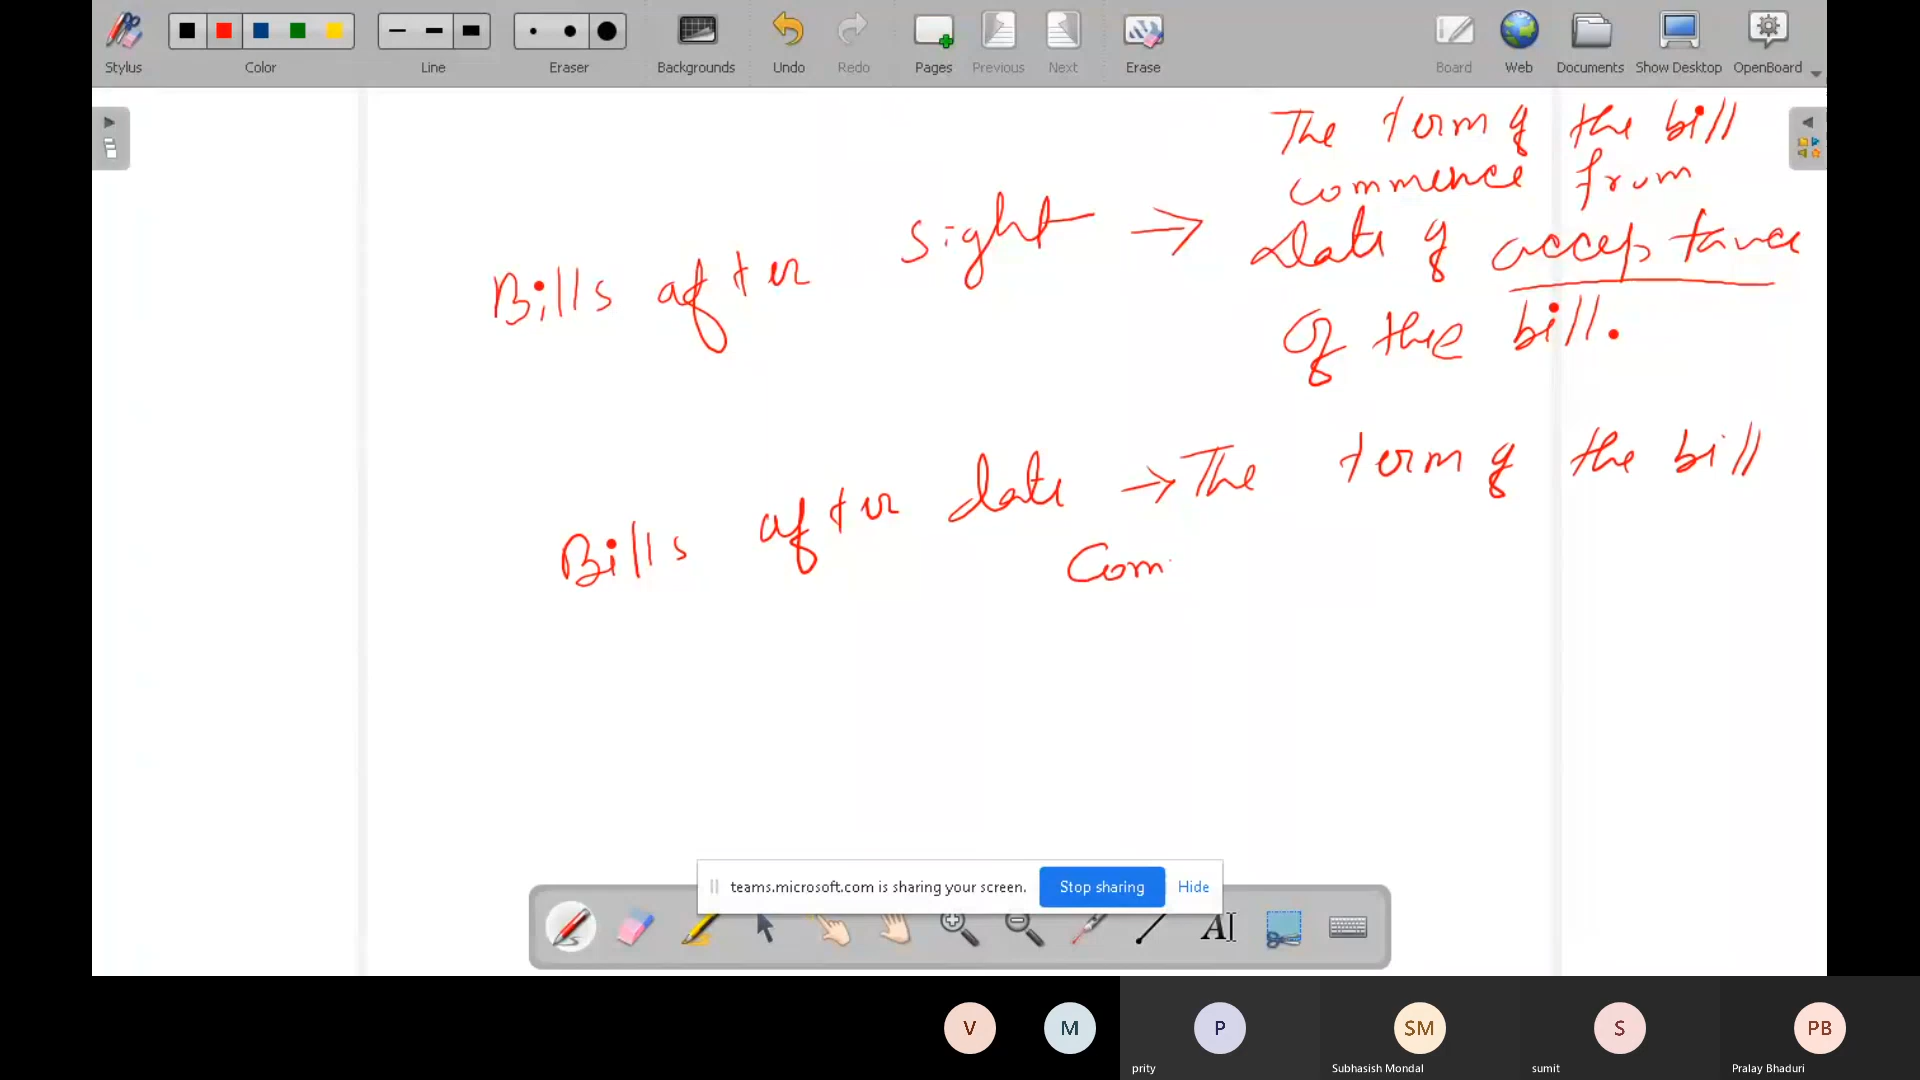 Stylus Color Line Eraser Backgrounds Undo Redo Pages Previous Next Erase Board Web Documents Show Desktop OpenBoard
The term of the bill
commence from
Bills after sight → Date of acceptance
of the bill.
Bills after date → The term of the bill
Com
teams.microsoft.com is sharing your screen. Stop sharing Hide
AI
V M P SM S PB
prity Subhasish Mondal sumit Pralay Bhaduri